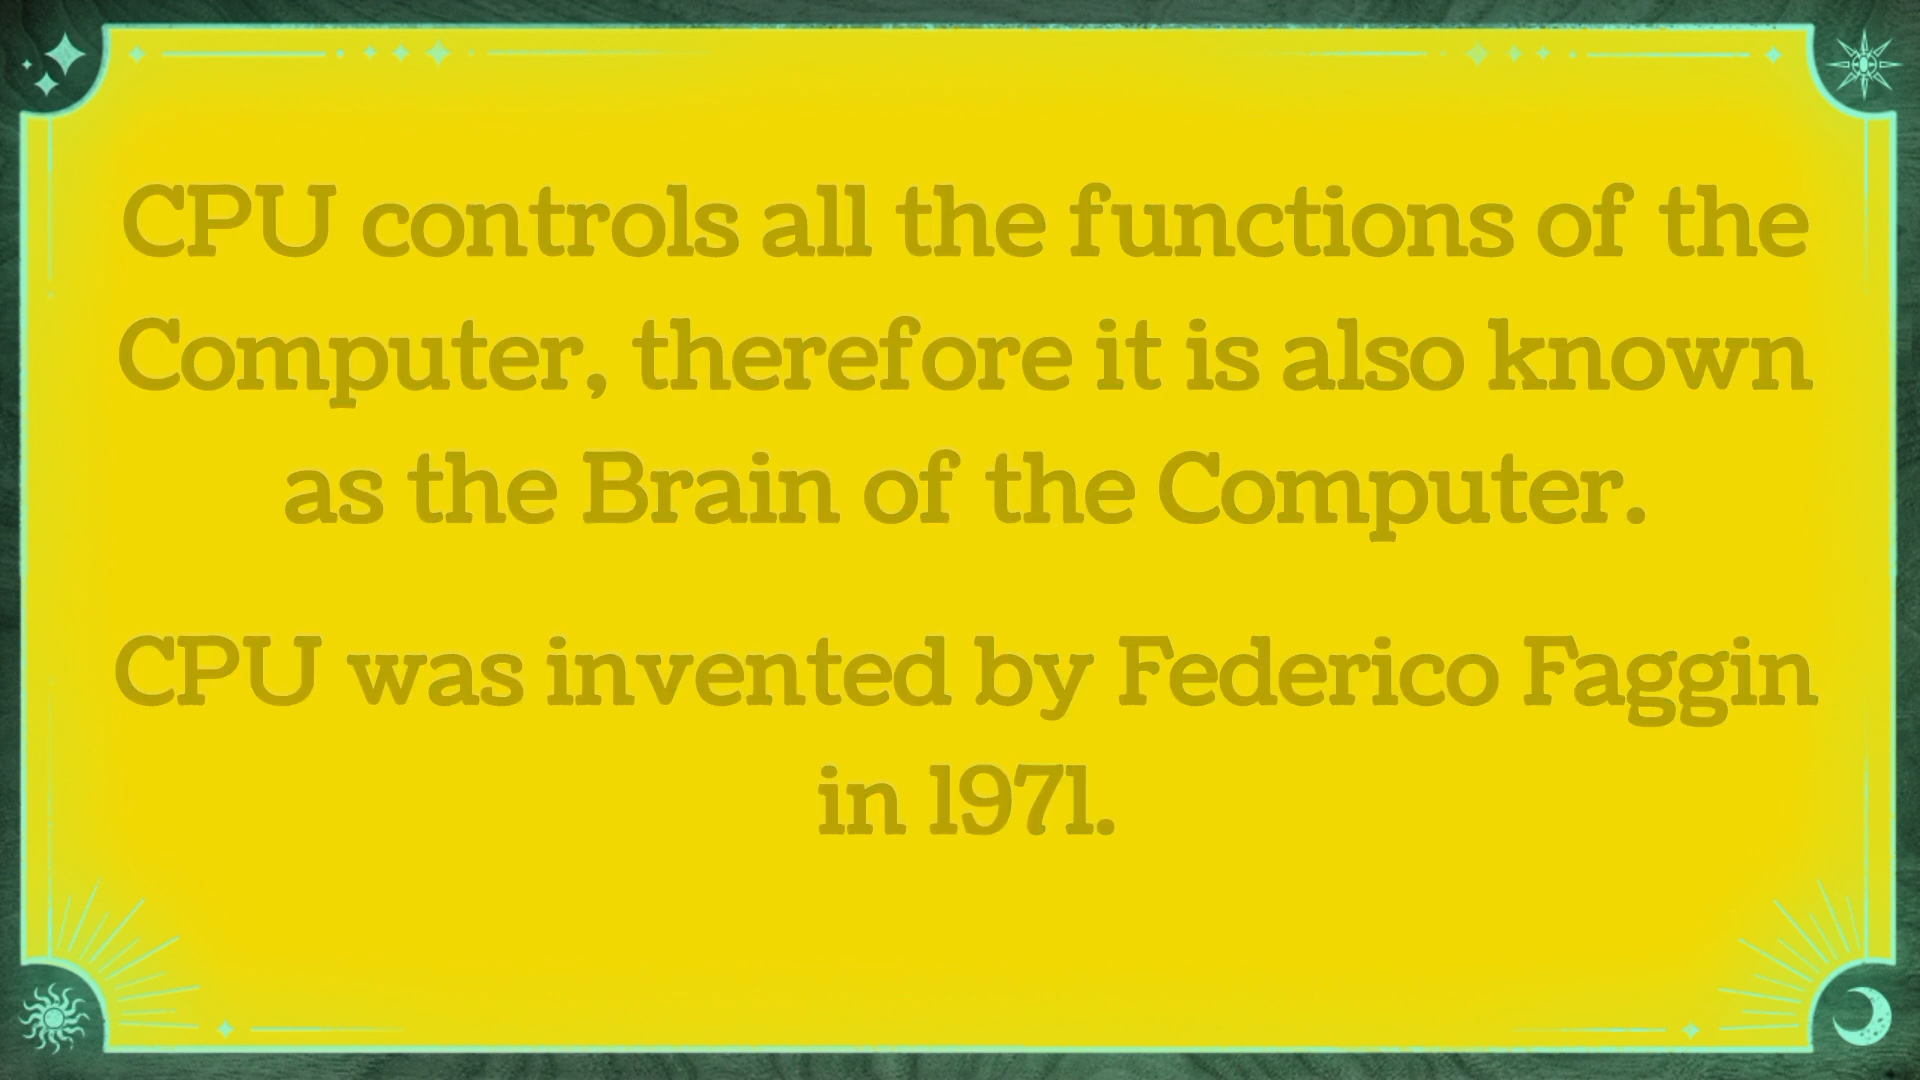 CPU controls all the functions of the
Computer, therefore it is also known
as the Brain of the Computer.
CPU was invented by Federico Faggin
in 1971.